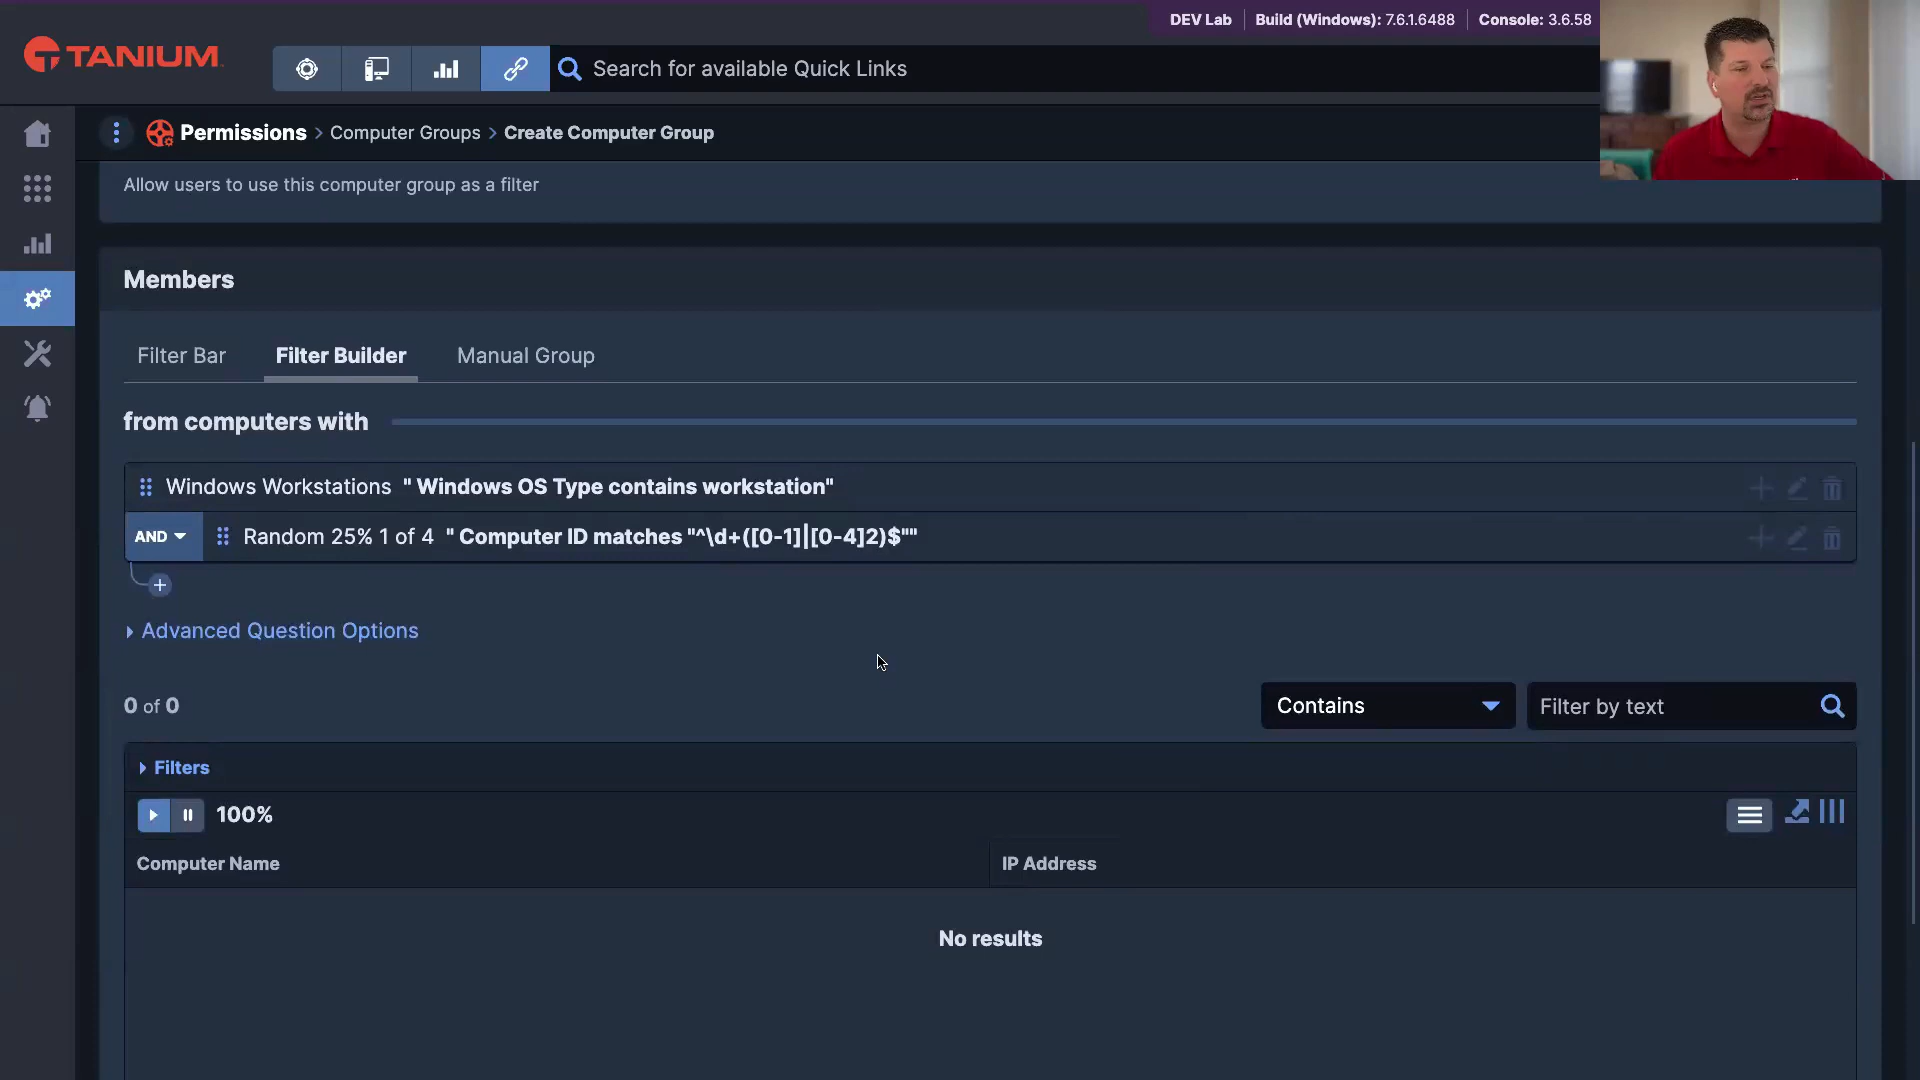 DEV Lab
Build (Windows): 7.6.1.6488
Console: 3.6.58
TANIUM
Search for available Quick Links
Permissions > Computer Groups > Create Computer Group
Allow users to use this computer group as a filter
Members
Filter Bar
Filter Builder
Manual Group
from computers with
Windows Workstations " Windows OS Type contains workstation"
AND
Random 25% 1 of 4 " Computer ID matches "^\d+([0-1]|[0-4]2)$""
Advanced Question Options
0 of 0
Contains
Filter by text
Filters
100%
Computer Name
IP Address
No results